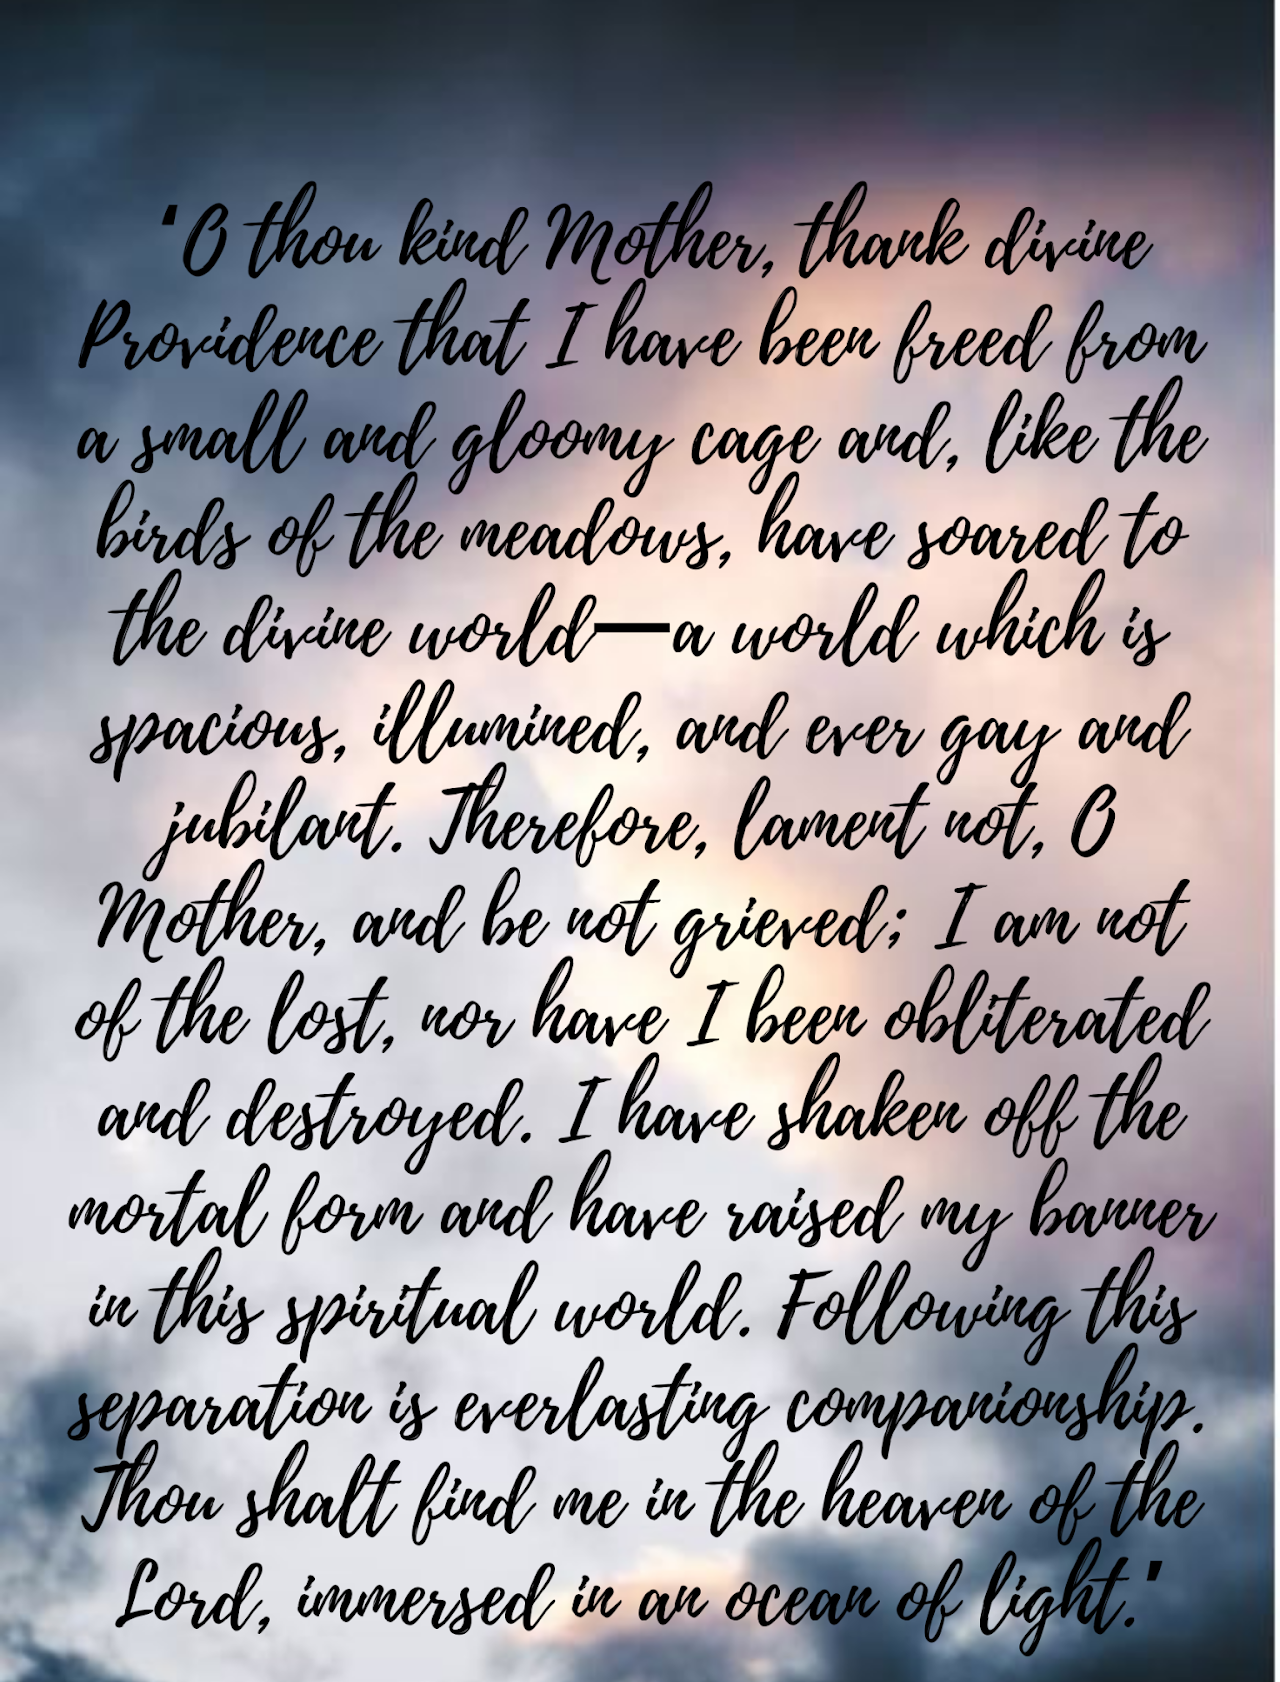 'O thou kind Mother, thank divine
Providence that I have been freed from
a small and gloomy cage and, like the
birds of the meadows, have soared to
the divine world—a world which is
spacious, illumined, and ever gay and
jubilant. Therefore, lament not, O
Mother, and be not grieved; I am not
of the lost, nor have I been obliterated
and destroyed. I have shaken off the
mortal form and have raised my banner
in this spiritual world. Following this
separation is everlasting companionship.
Thou shalt find me in the heaven of the
Lord, immersed in an ocean of light.'